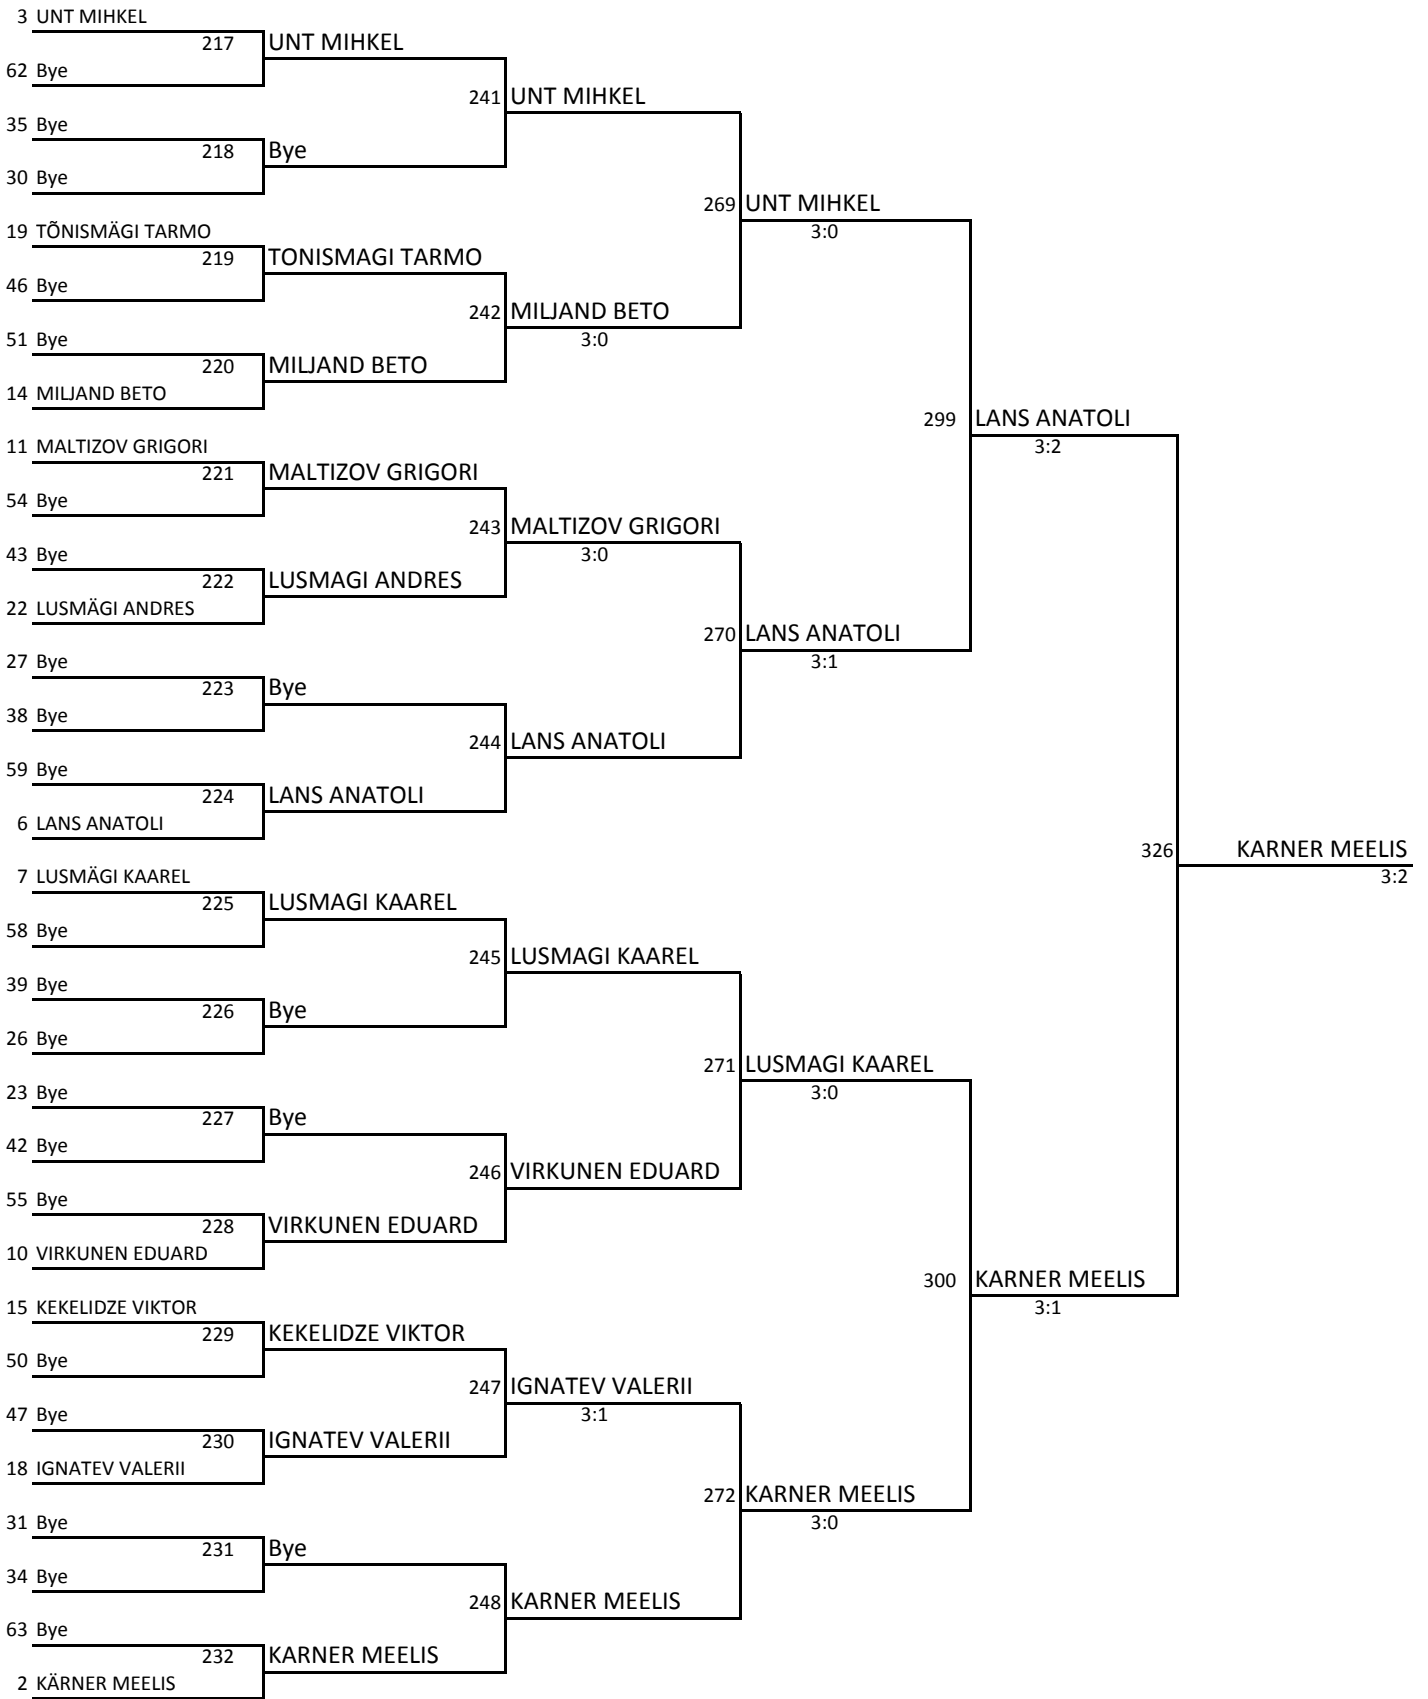 3 UNT MIHKEL
217 UNT MIHKEL
62 Bye
241 UNT MIHKEL
35 Bye
218 Bye
30 Bye
269 UNT MIHKEL
3:0
19 TÕNISMÄGI TARMO
219 TONISMAGI TARMO
46 Bye
242 MILJAND BETO
3:0
51 Bye
220 MILJAND BETO
14 MILJAND BETO
299 LANS ANATOLI
3:2
11 MALTIZOV GRIGORI
221 MALTIZOV GRIGORI
54 Bye
243 MALTIZOV GRIGORI
3:0
43 Bye
222 LUSMAGI ANDRES
22 LUSMÄGI ANDRES
270 LANS ANATOLI
3:1
27 Bye
223 Bye
38 Bye
244 LANS ANATOLI
59 Bye
224 LANS ANATOLI
6 LANS ANATOLI
326 KARNER MEELIS
3:2
7 LUSMÄGI KAAREL
225 LUSMAGI KAAREL
58 Bye
245 LUSMAGI KAAREL
39 Bye
226 Bye
26 Bye
271 LUSMAGI KAAREL
3:0
23 Bye
227 Bye
42 Bye
246 VIRKUNEN EDUARD
55 Bye
228 VIRKUNEN EDUARD
10 VIRKUNEN EDUARD
300 KARNER MEELIS
3:1
15 KEKELIDZE VIKTOR
229 KEKELIDZE VIKTOR
50 Bye
247 IGNATEV VALERII
3:1
47 Bye
230 IGNATEV VALERII
18 IGNATEV VALERII
272 KARNER MEELIS
3:0
31 Bye
231 Bye
34 Bye
248 KARNER MEELIS
63 Bye
232 KARNER MEELIS
2 KÄRNER MEELIS